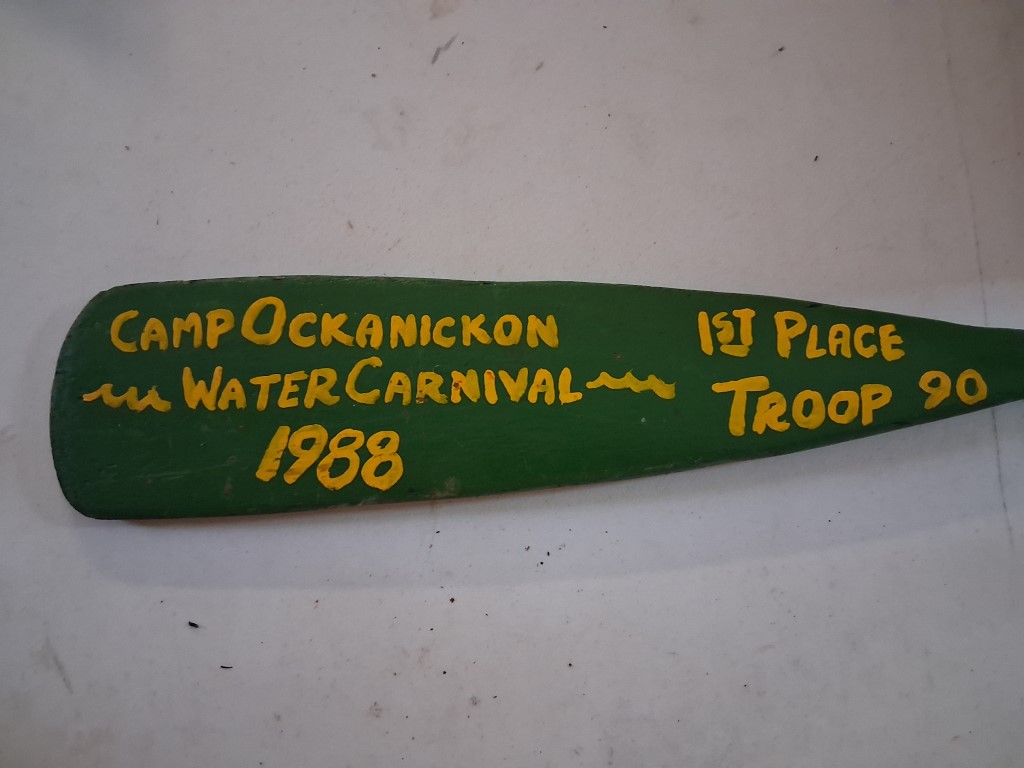 CAMP OCKANICKON
~ WATER CARNIVAL ~
1988
1ST PLACE
TROOP 90